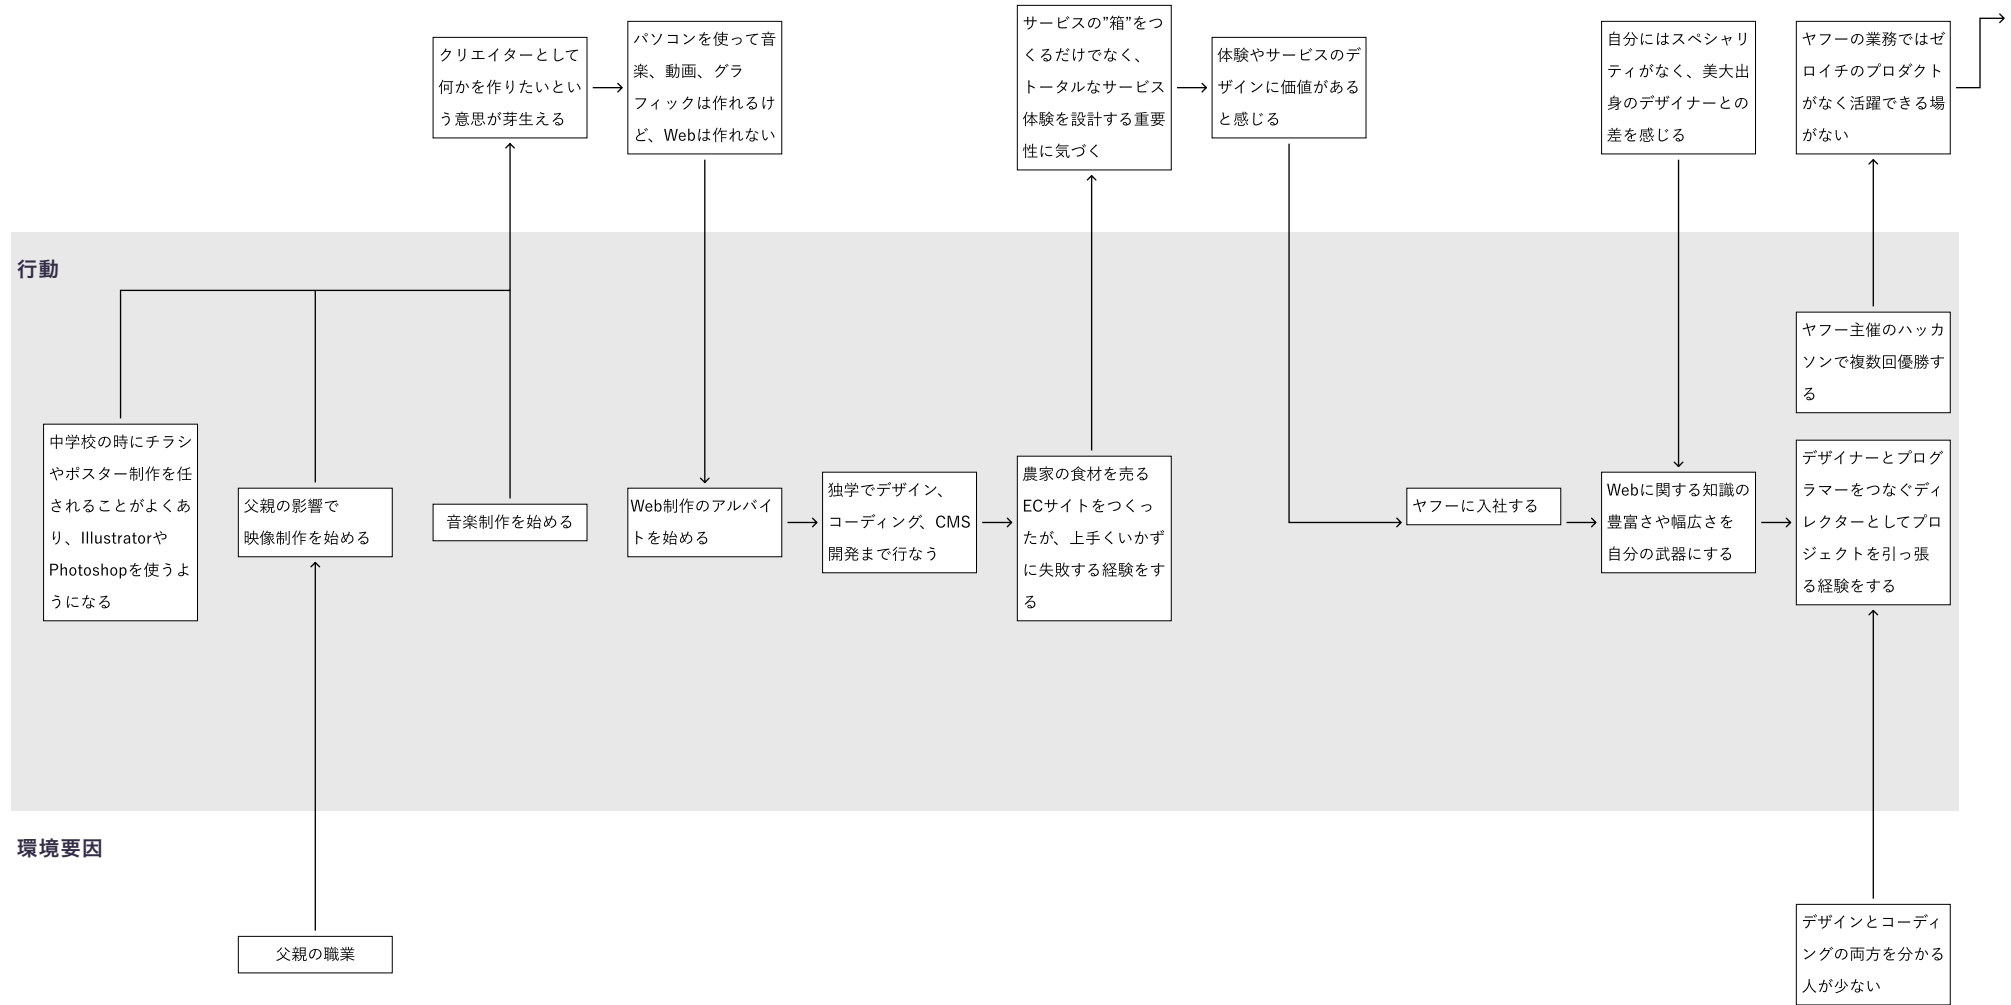 クリエイターとして
何かを作りたいとい
う意思が芽生える
パソコンを使って音
楽、動画、グラ
フィックは作れるけ
ど、Webは作れない
サービスの”箱”をつ
くるだけでなく、
トータルなサービス
体験を設計する重要
性に気づく
体験やサービスのデ
ザインに価値がある
と感じる
自分にはスペシャリ
ティがなく、美大出
身のデザイナーとの
差を感じる
ヤフーの業務ではゼ
ロイチのプロダクト
がなく活躍できる場
がない
行動
中学校の時にチラシ
やポスター制作を任
されることがよくあ
り、Illustratorや
Photoshopを使うよ
うになる
父親の影響で
映像制作を始める
音楽制作を始める
Web制作のアルバイ
トを始める
独学でデザイン、
コーディング、CMS
開発まで行なう
農家の食材を売る
ECサイトをつくっ
たが、上手くいかず
に失敗する経験をす
る
ヤフーに入社する
Webに関する知識の
豊富さや幅広さを
自分の武器にする
ヤフー主催のハッカ
ソンで複数回優勝す
る
デザイナーとプログ
ラマーをつなぐディ
レクターとしてプロ
ジェクトを引っ張
る経験をする
環境要因
父親の職業
デザインとコーディ
ングの両方を分かる
人が少ない